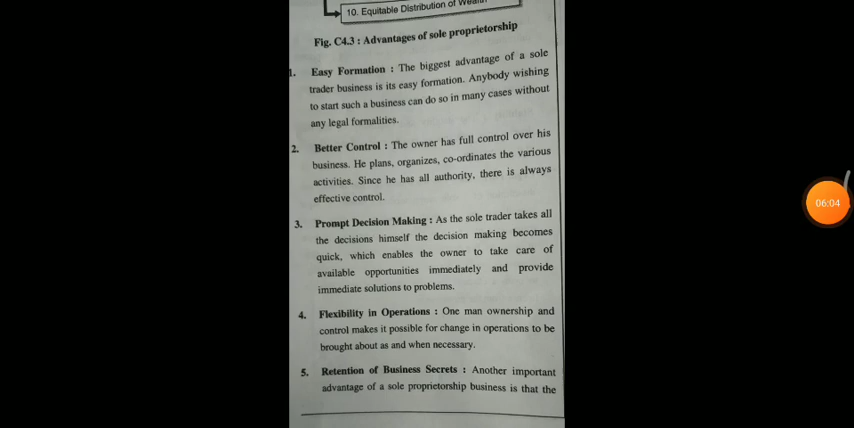 10. Equitable Distribution of Wealth
Fig. C4.3 : Advantages of sole proprietorship
1. Easy Formation : The biggest advantage of a sole
trader business is its easy formation. Anybody wishing
to start such a business can do so in many cases without
any legal formalities.
2. Better Control : The owner has full control over his
business. He plans, organizes, co-ordinates the various
activities. Since he has all authority, there is always
effective control.
3. Prompt Decision Making : As the sole trader takes all
the decisions himself the decision making becomes
quick, which enables the owner to take care of
available opportunities immediately and provide
immediate solutions to problems.
4. Flexibility in Operations : One man ownership and
control makes it possible for change in operations to be
brought about as and when necessary.
5. Retention of Business Secrets : Another important
advantage of a sole proprietorship business is that the
06:04